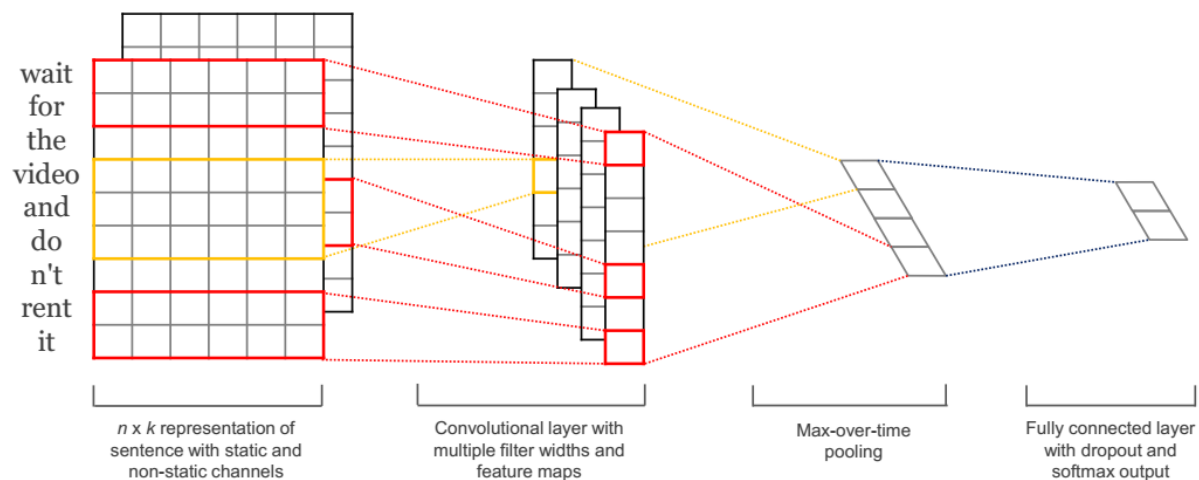 wait
for
the
video
and
do
n't
rent
it
n x k representation of
sentence with static and
non-static channels
Convolutional layer with
multiple filter widths and
feature maps
Max-over-time
pooling
Fully connected layer
with dropout and
softmax output